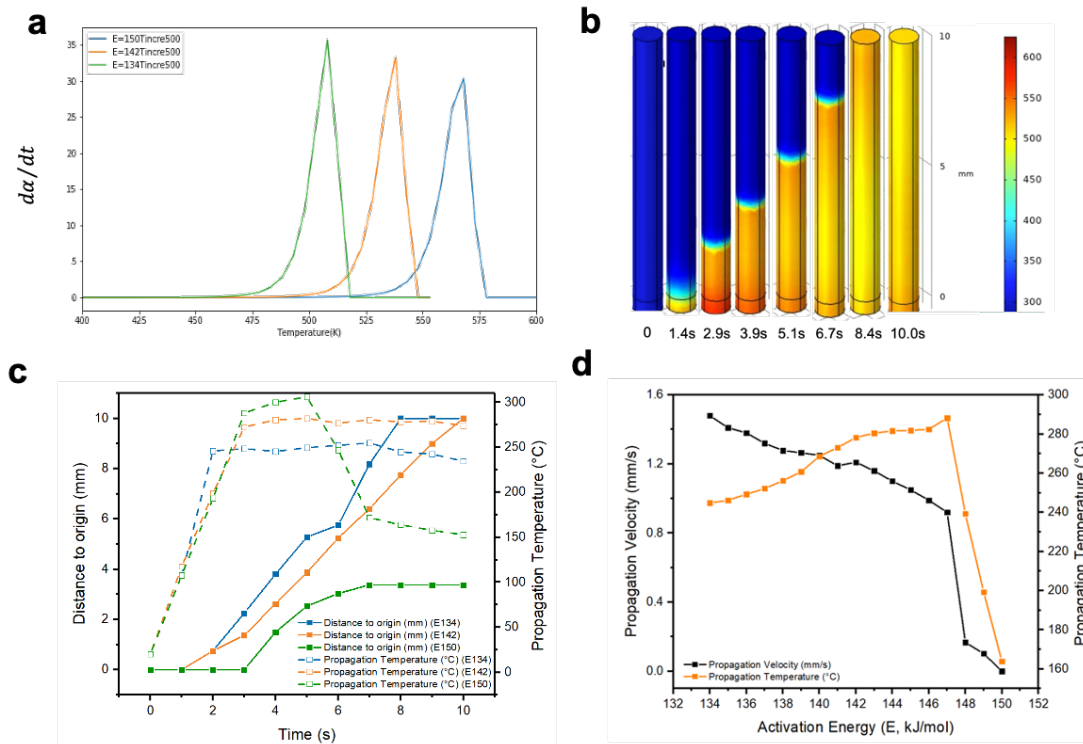 a
E=150Tincre500
E=142Tincre500
E=134Tincre500
35
30
25
20
15
10
5
0
dα/dt
400
425
450
475
500
525
550
575
600
Temperature(K)
b
10
5
mm
0
600
550
500
450
400
350
300
0
1.4s
2.9s
3.9s
5.1s
6.7s
8.4s
10.0s
c
Distance to origin (mm)
10
8
6
4
2
0
300
250
200
150
100
50
0
Propagation Temperature (°C)
Distance to origin (mm) (E134)
Distance to origin (mm) (E142)
Distance to origin (mm) (E150)
Propagation Temperature (°C) (E134)
Propagation Temperature (°C) (E142)
Propagation Temperature (°C) (E150)
0
2
4
6
8
10
Time (s)
d
Propagation Velocity (mm/s)
1.6
1.2
0.8
0.4
0.0
300
280
260
240
220
200
180
160
Propagation Temperature (°C)
Propagation Velocity (mm/s)
Propagation Temperature (°C)
132
134
136
138
140
142
144
146
148
150
152
Activation Energy (E, kJ/mol)